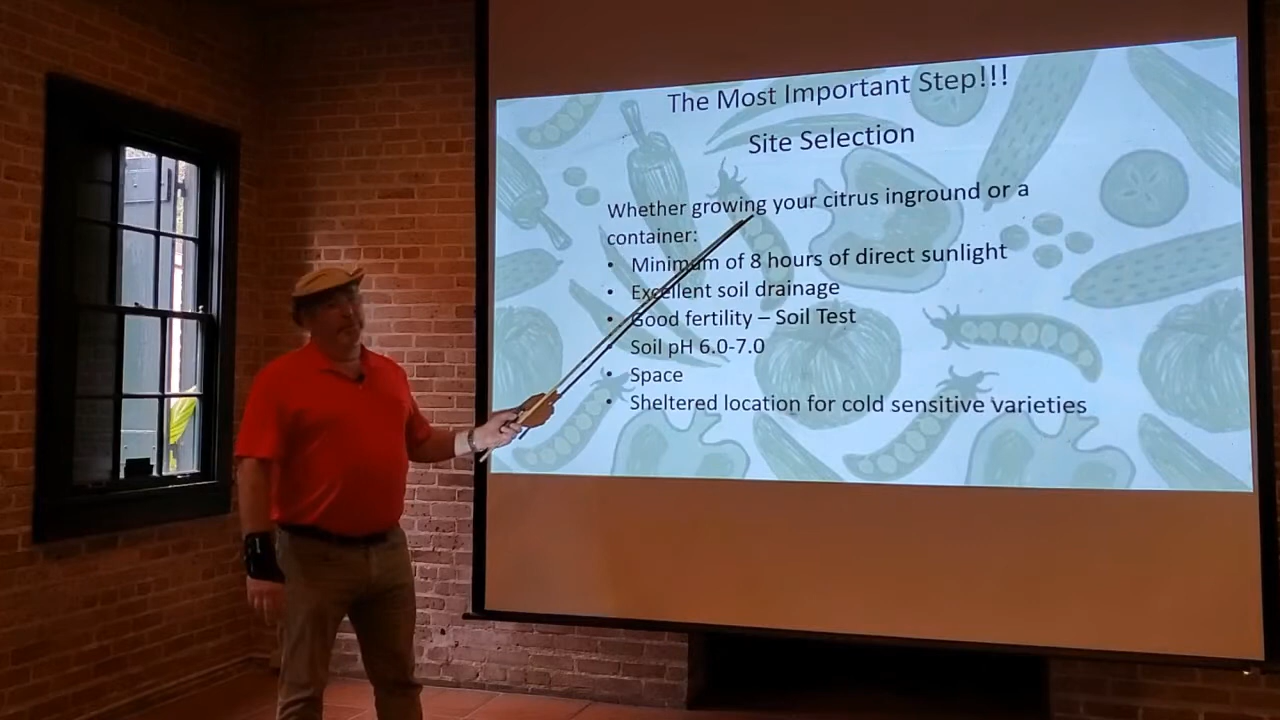 The Most Important Step!!!
Site Selection
Whether growing your citrus inground or a
container:
• Minimum of 8 hours of direct sunlight
• Excellent soil drainage
• Good fertility – Soil Test
• Soil pH 6.0-7.0
• Space
• Sheltered location for cold sensitive varieties